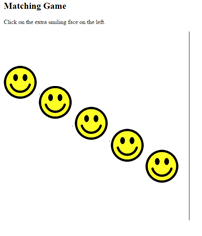 Matching Game
Click on the extra smiling face on the left.